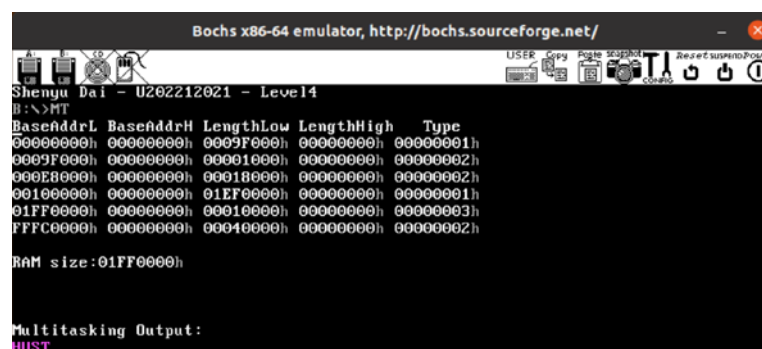 Bochs x86-64 emulator, http://bochs.sourceforge.net/
A: B: CD USER Copy Paste snapshot CONFIG Reset SUSPEND Power
Shenyu Dai - U202212021 - Level4
B:\>MT
BaseAddrL BaseAddrH LengthLow LengthHigh Type
00000000h 00000000h 0009F000h 00000000h 00000001h
0009F000h 00000000h 00001000h 00000000h 00000002h
000E8000h 00000000h 00018000h 00000000h 00000002h
00100000h 00000000h 01EF0000h 00000000h 00000001h
01FF0000h 00000000h 00010000h 00000000h 00000003h
FFFC0000h 00000000h 00040000h 00000000h 00000002h
RAM size:01FF0000h
Multitasking Output:
HUST